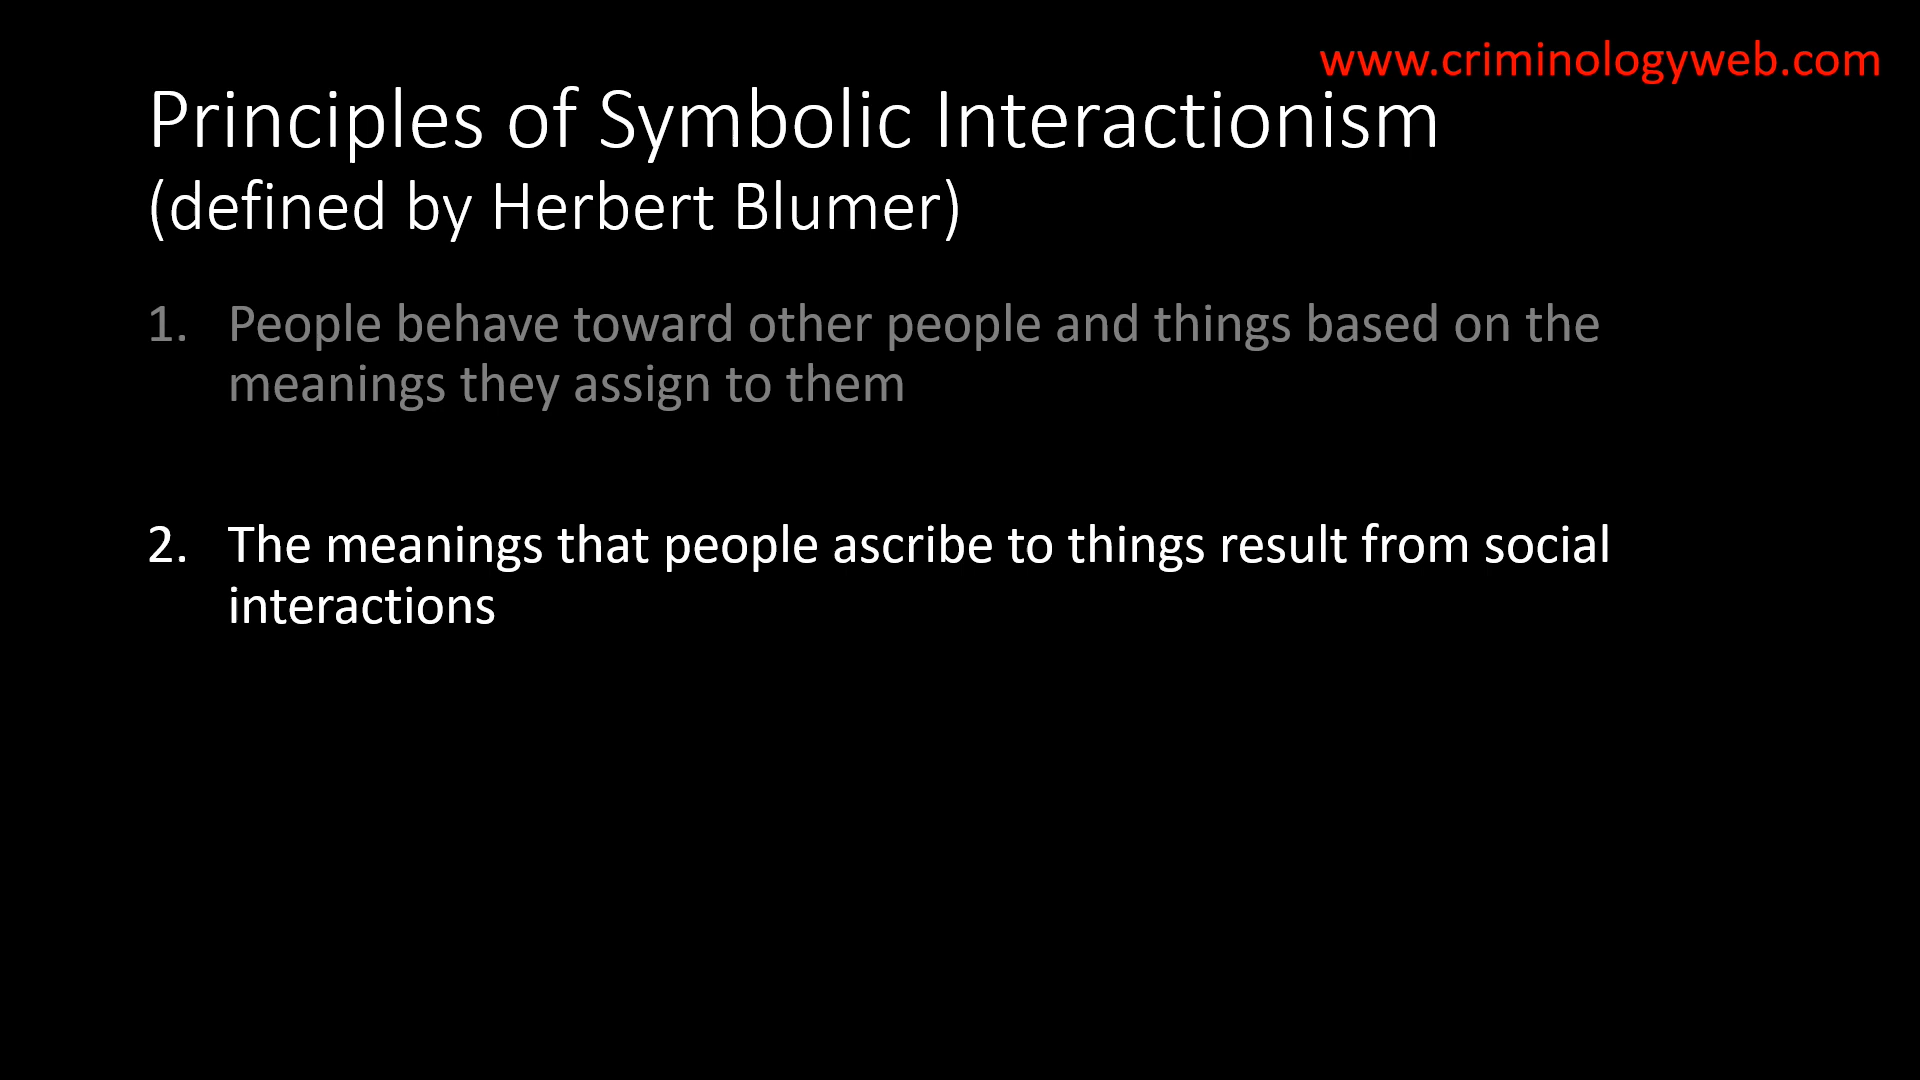 www.criminologyweb.com
Principles of Symbolic Interactionism
(defined by Herbert Blumer)
1. People behave toward other people and things based on the
meanings they assign to them
2. The meanings that people ascribe to things result from social
interactions